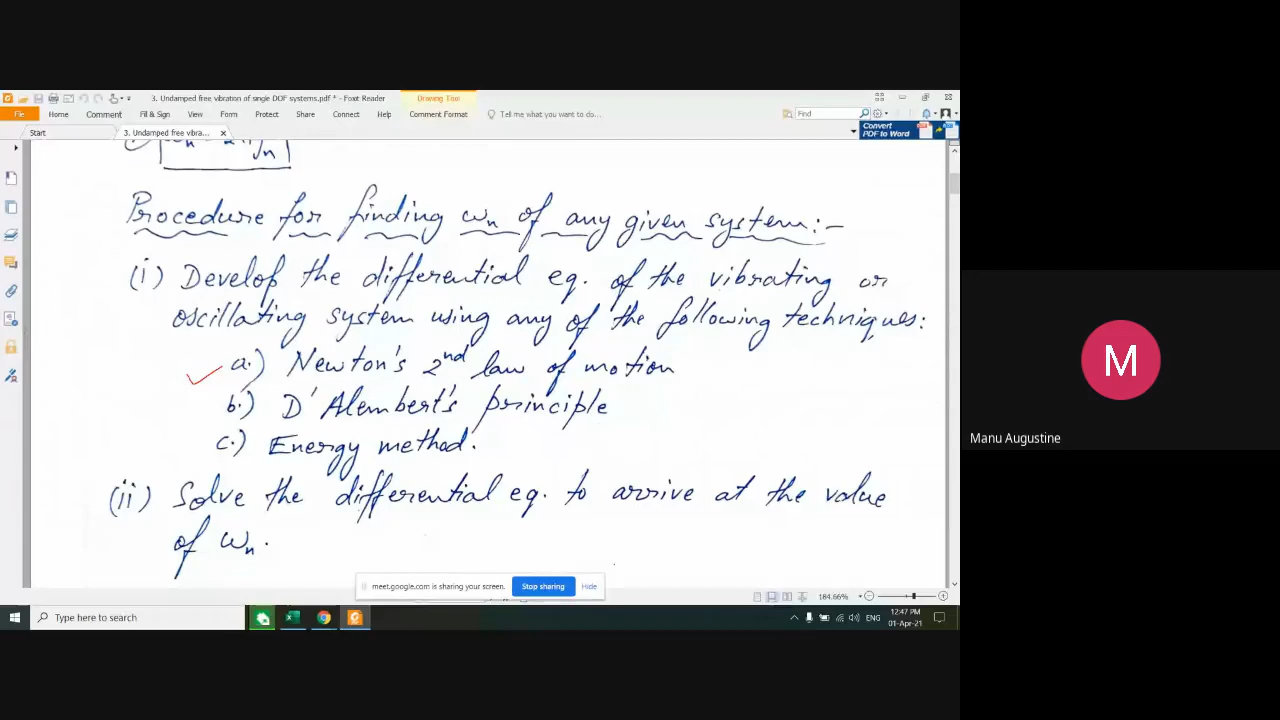 3. Undamped free vibration of single DOF systems.pdf * - Foxit Reader
Drawing Tool
File Home Comment Fill & Sign View Form Protect Share Connect Help Comment Format Tell me what you want to do... Find
Start 3. Undamped free vibra... Convert PDF to Word
Procedure for finding ωn of any given system:-
(i) Develop the differential eq. of the vibrating or
oscillating system using any of the following techniques:
a.) Newton's 2nd law of motion
b.) D'Alembert's principle
c.) Energy method.
(ii) Solve the differential eq. to arrive at the value
of ωn.
M
Manu Augustine
meet.google.com is sharing your screen. Stop sharing Hide
184.66%
Type here to search
ENG
12:47 PM
01-Apr-21